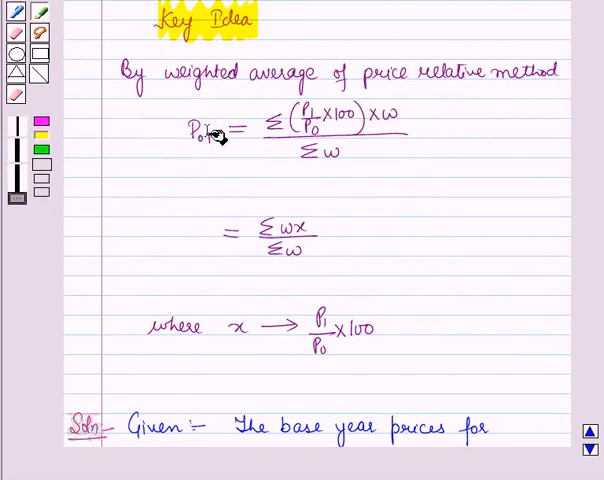 Key Idea
By weighted average of price relative method
P₀₁ = Σ(P₁/P₀ × 100) × w / Σw
= Σwx / Σw
where x → P₁/P₀ × 100
Soln- Given :- The base year prices for